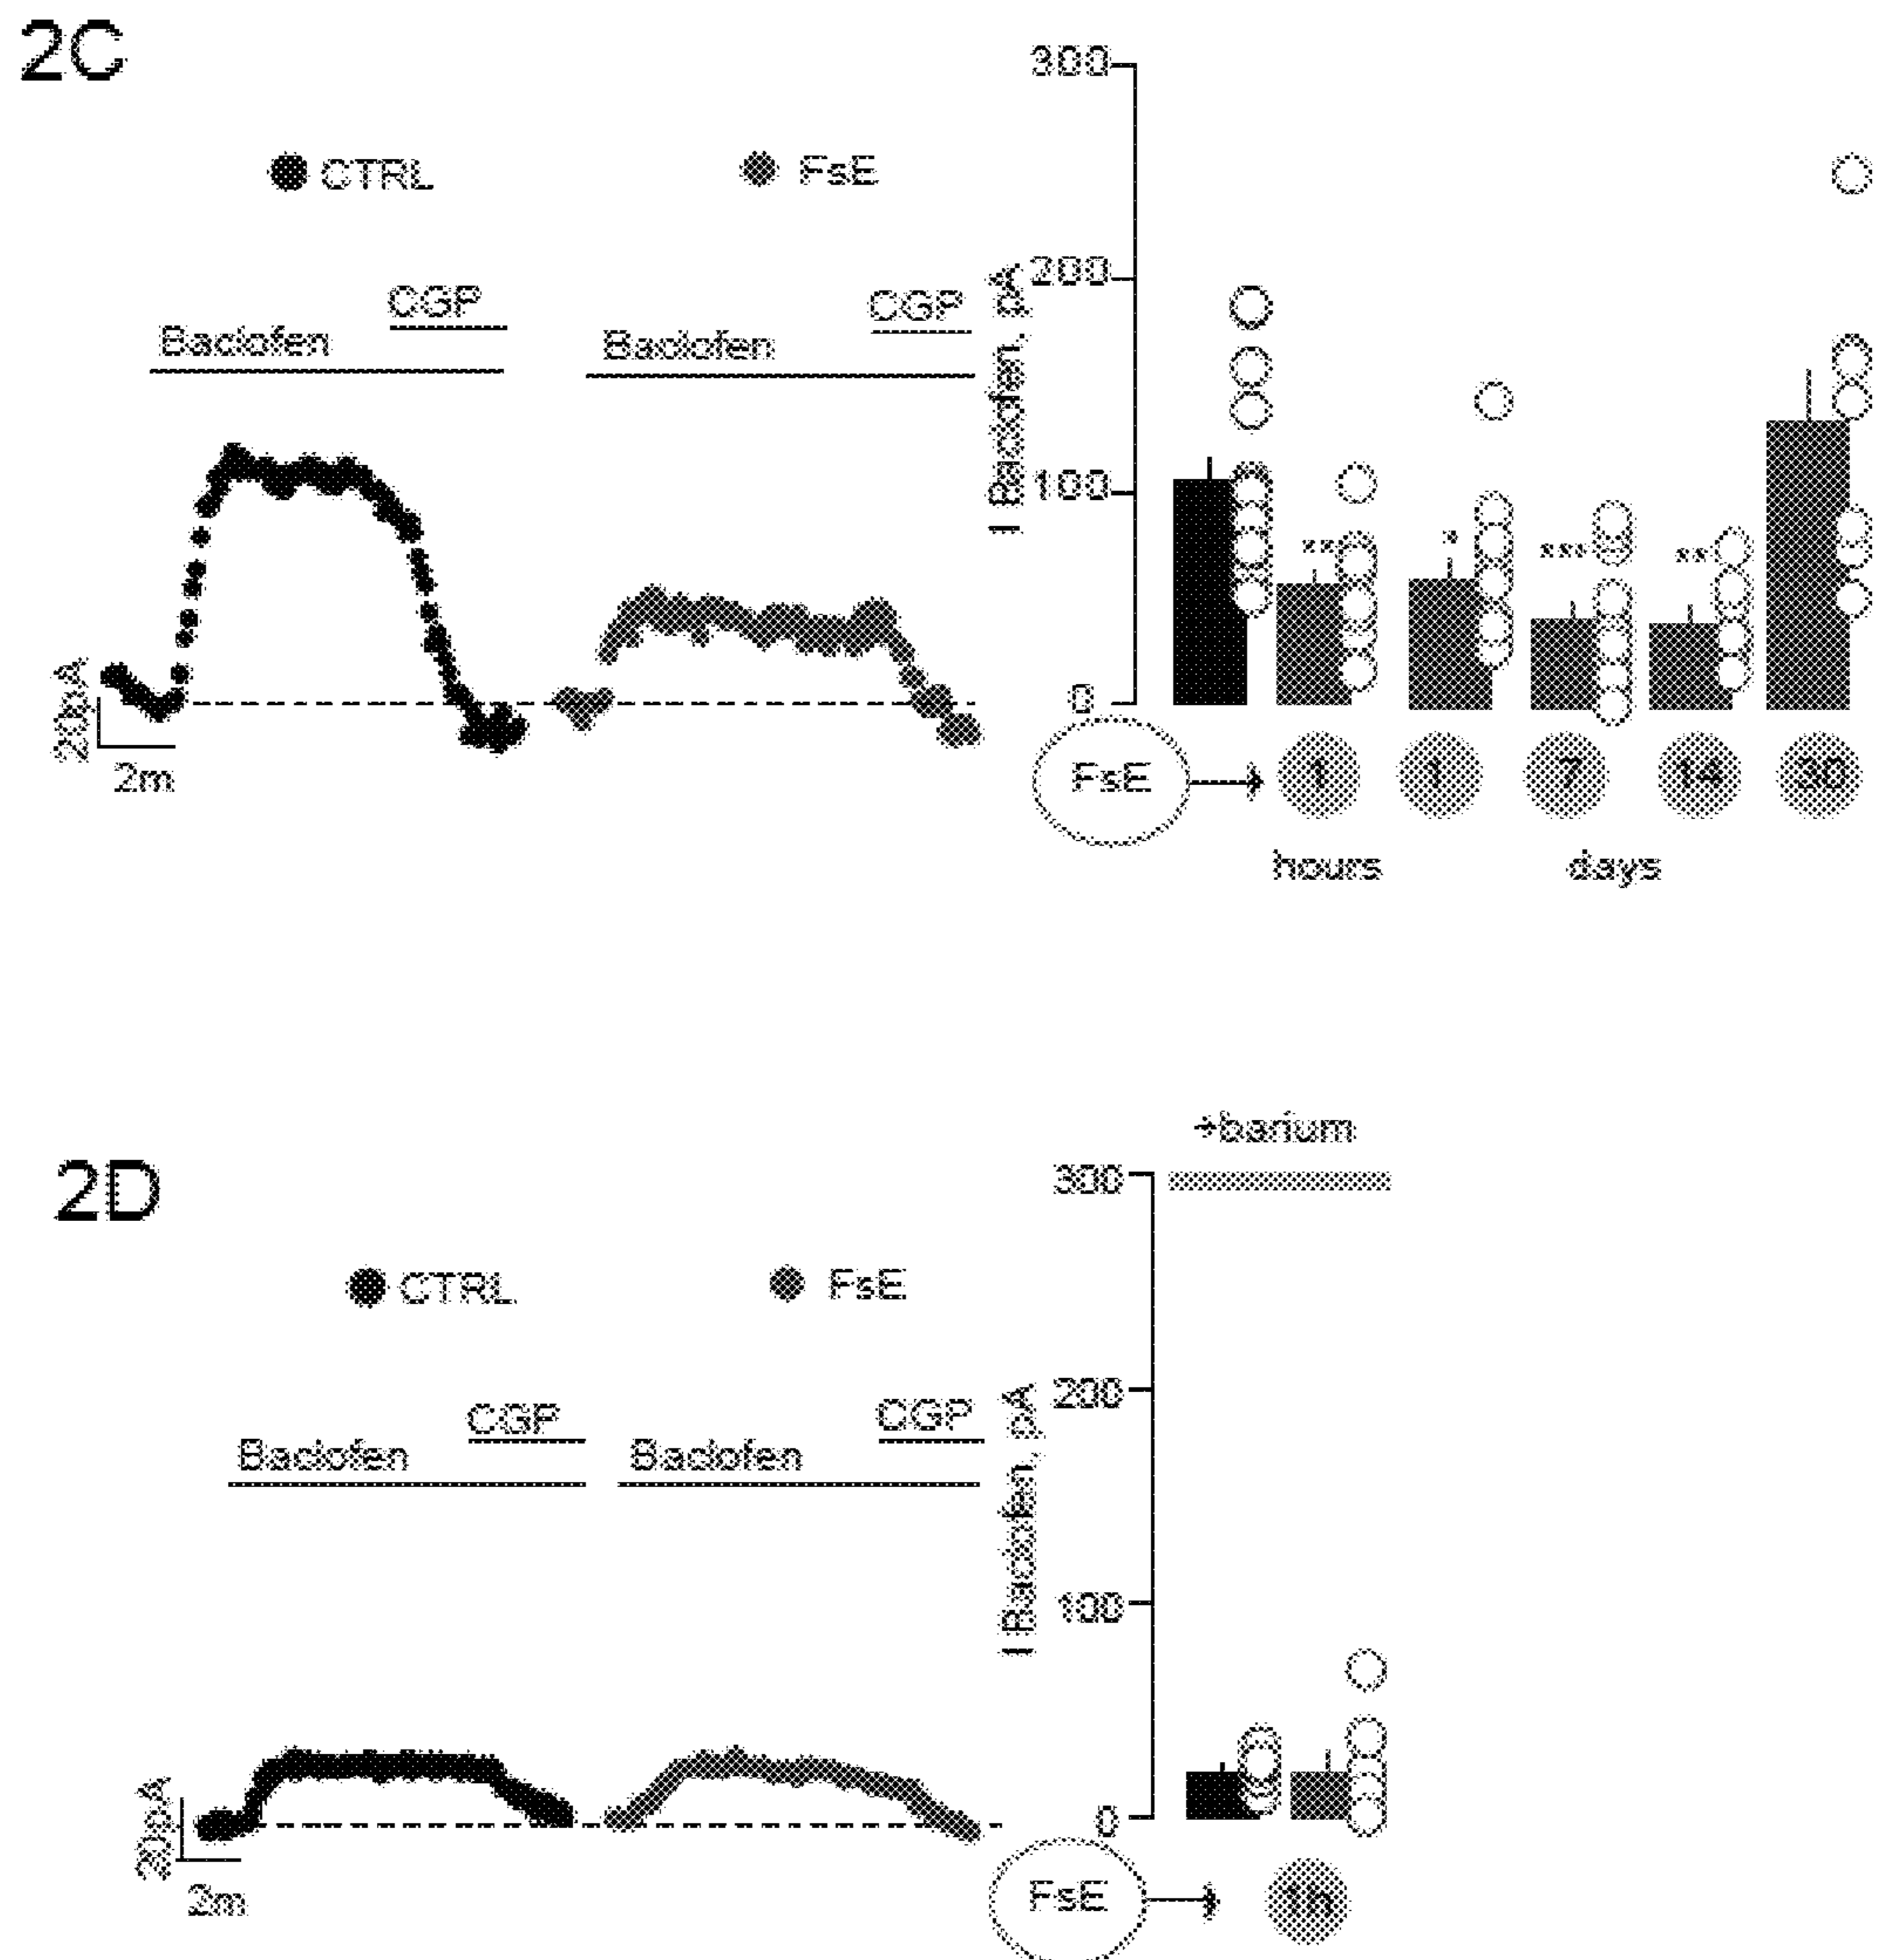 2C
CTRL
FsE
CGP
CGP
Baclofen
Baclofen
20pA
2m
I Baclofen, pA
300
200
100
0
**
*
***
**
FsE
1
1
7
14
30
hours
days
2D
+barium
CTRL
FsE
CGP
CGP
Baclofen
Baclofen
20pA
2m
I Baclofen, pA
300
200
100
0
FsE
1h